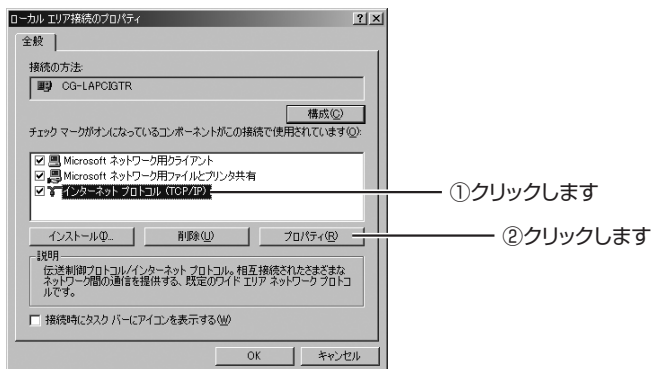 ローカル エリア接続のプロパティ
全般
接続の方法:
CG-LAPCIGTR
構成(C)
チェック マークがオンになっているコンポーネントがこの接続で使用されています(O):
Microsoft ネットワーク用クライアント
Microsoft ネットワーク用ファイルとプリンタ共有
インターネット プロトコル (TCP/IP)
①クリックします
インストール(I)...
削除(U)
プロパティ(R)
②クリックします
説明
伝送制御プロトコル/インターネット プロトコル。相互接続されたさまざまな
ネットワーク間の通信を提供する、既定のワイド エリア ネットワーク プロトコ
ルです。
接続時にタスク バーにアイコンを表示する(W)
OK
キャンセル